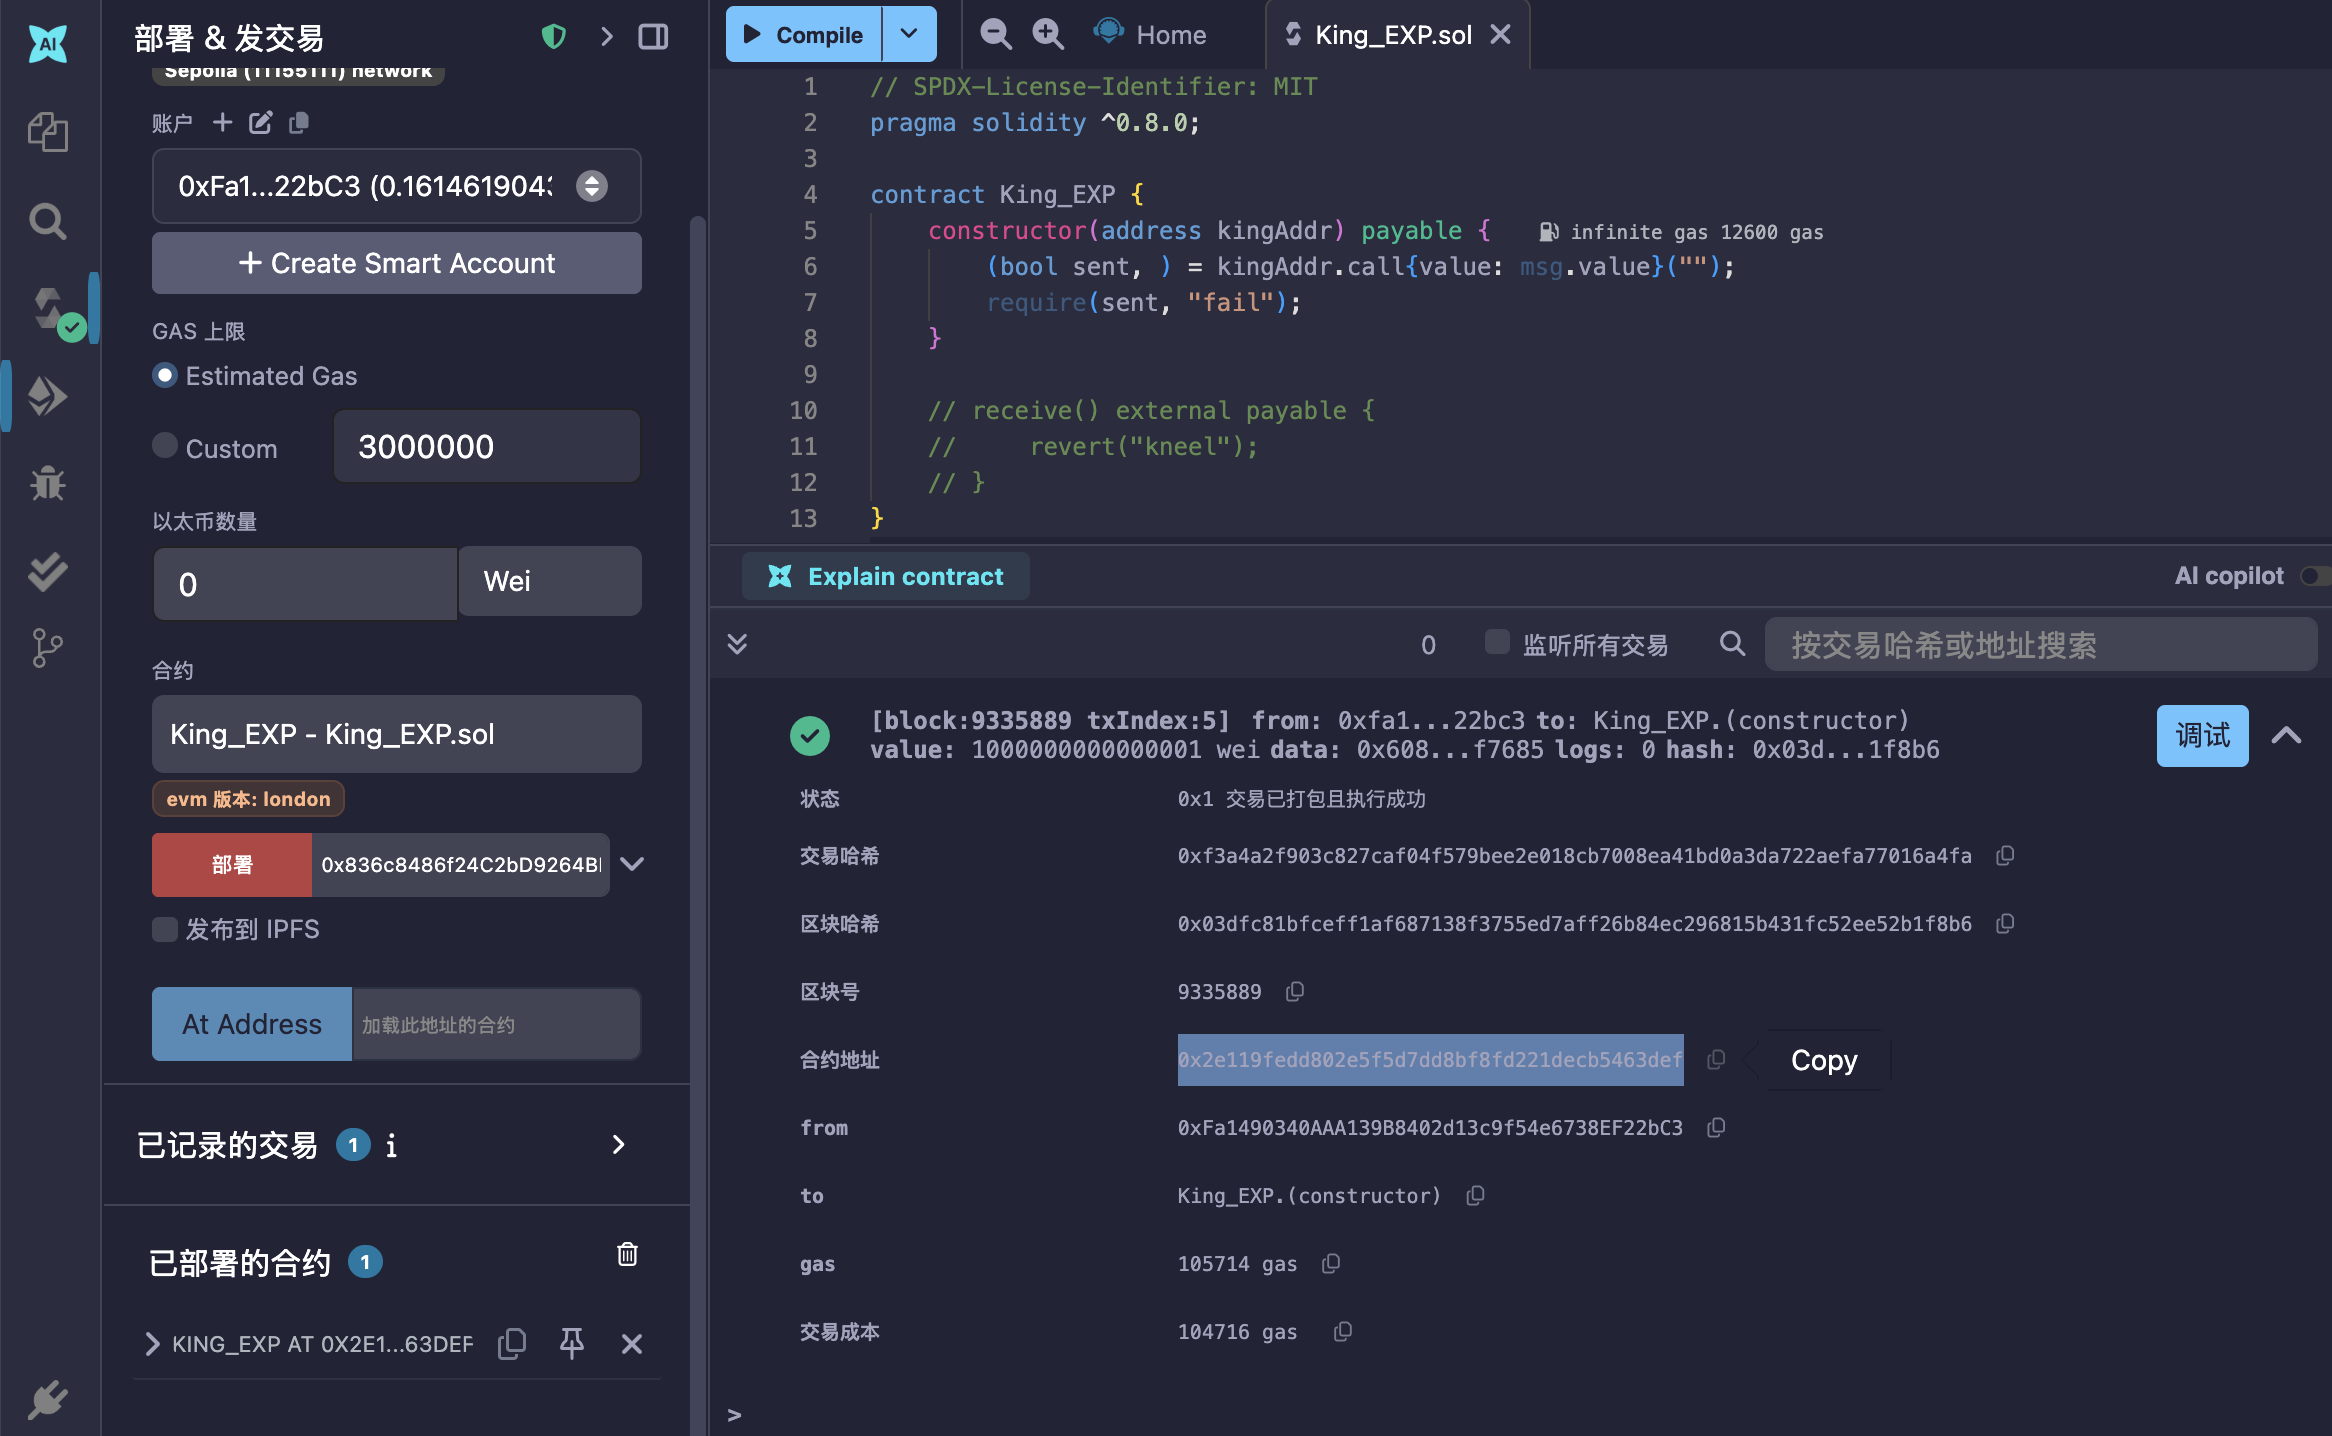 AI
部署 & 发交易
Sepolia (11155111) network
账户
0xFa1...22bC3 (0.161461904
Create Smart Account
GAS 上限
Estimated Gas
Custom
3000000
以太币数量
0
Wei
合约
King_EXP - King_EXP.sol
evm 版本: london
部署
0x836c8486f24C2bD9264B
发布到 IPFS
At Address
加载此地址的合约
已记录的交易 1 i
已部署的合约 1
KING_EXP AT 0X2E1...63DEF
Compile
Home
King_EXP.sol
1 // SPDX-License-Identifier: MIT
2 pragma solidity ^0.8.0;
3
4 contract King_EXP {
5 constructor(address kingAddr) payable { infinite gas 12600 gas
6 (bool sent, ) = kingAddr.call{value: msg.value}("");
7 require(sent, "fail");
8 }
9
10 // receive() external payable {
11 //     revert("kneel");
12 // }
13 }
Explain contract
AI copilot
0
监听所有交易
按交易哈希或地址搜索
[block:9335889 txIndex:5] from: 0xfa1...22bc3 to: King_EXP.(constructor)
value: 1000000000000001 wei data: 0x608...f7685 logs: 0 hash: 0x03d...1f8b6
调试
状态 0x1 交易已打包且执行成功
交易哈希 0xf3a4a2f903c827caf04f579bee2e018cb7008ea41bd0a3da722aefa77016a4fa
区块哈希 0x03dfc81bfceff1af687138f3755ed7aff26b84ec296815b431fc52ee52b1f8b6
区块号 9335889
合约地址 0x2e119fedd802e5f5d7dd8bf8fd221decb5463def
Copy
from 0xFa1490340AAA139B8402d13c9f54e6738EF22bC3
to King_EXP.(constructor)
gas 105714 gas
交易成本 104716 gas
>